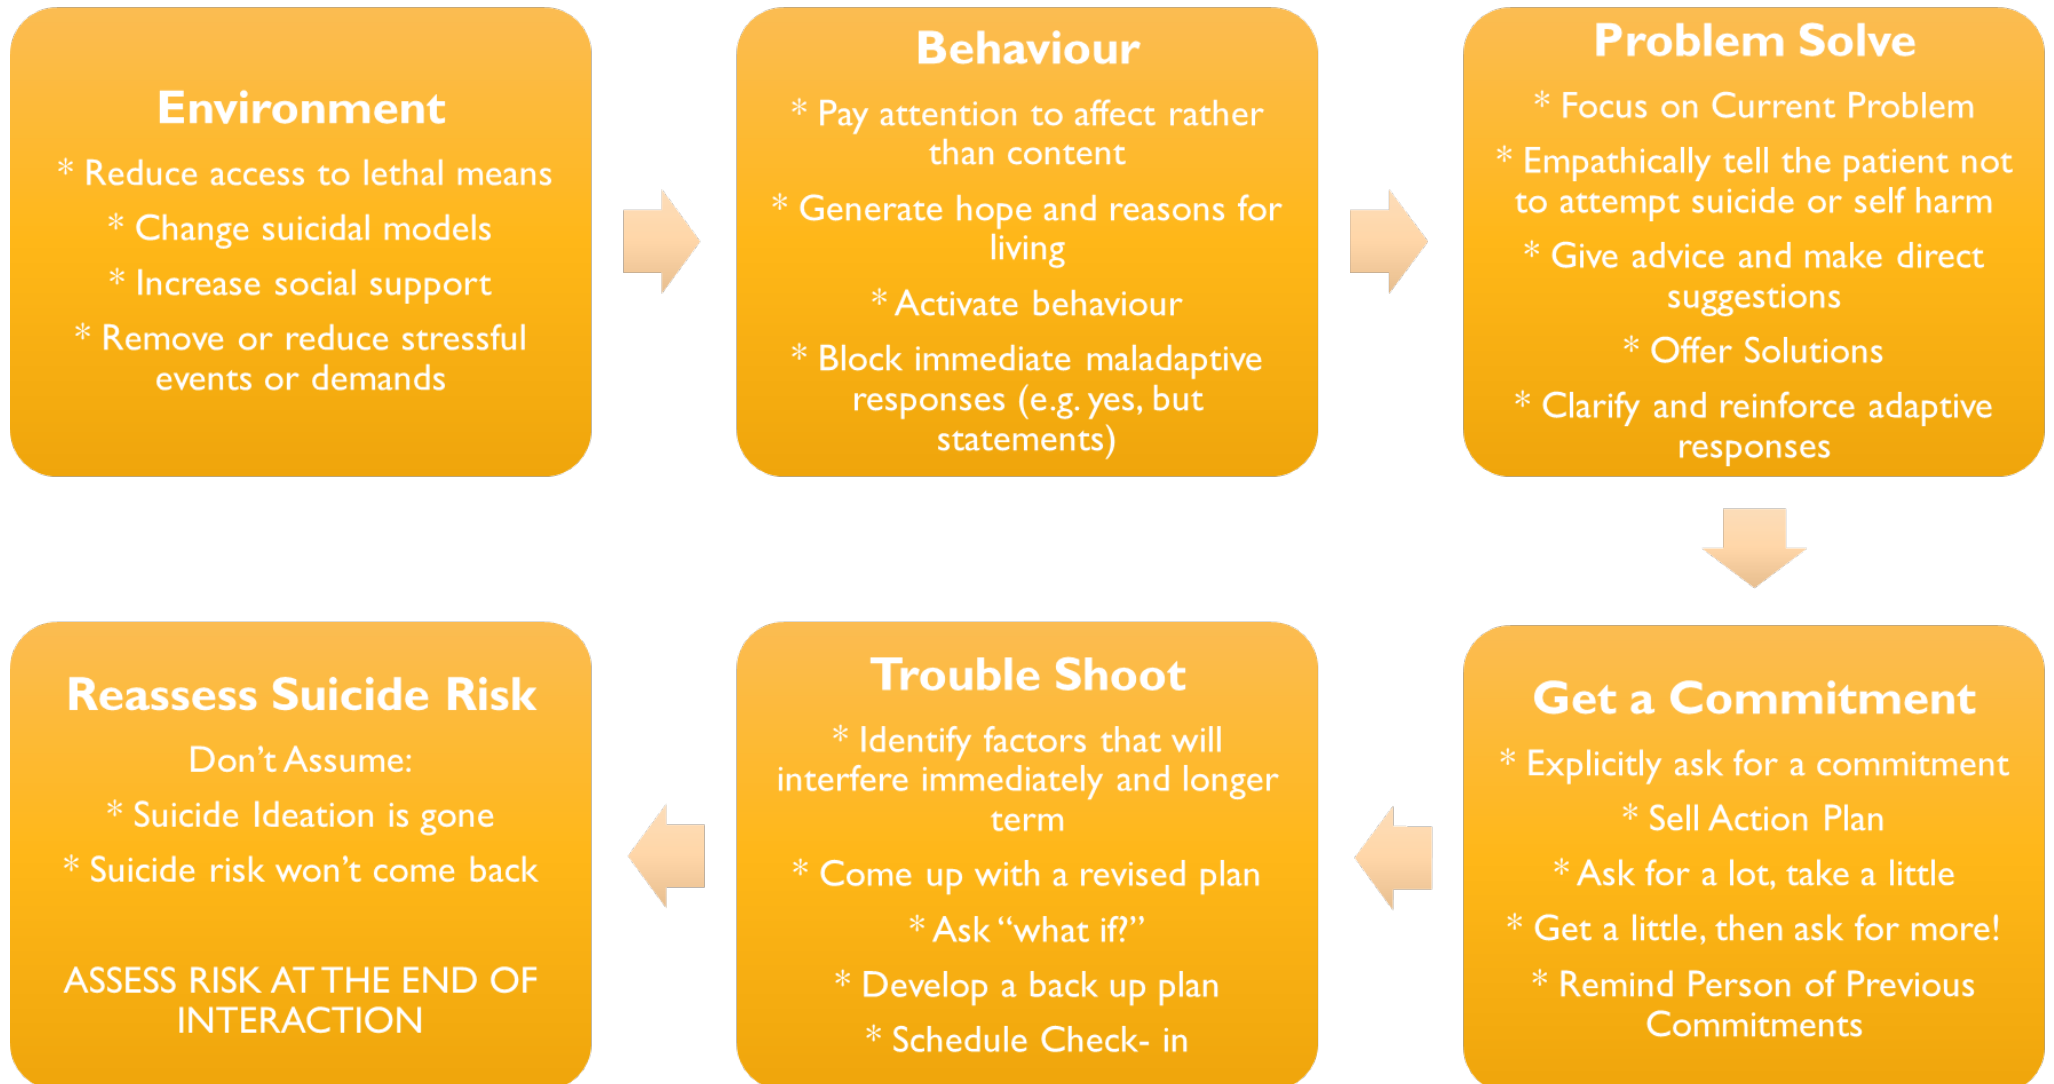 Environment
* Reduce access to lethal means
* Change suicidal models
* Increase social support
* Remove or reduce stressful
events or demands
Behaviour
* Pay attention to affect rather
than content
* Generate hope and reasons for
living
* Activate behaviour
* Block immediate maladaptive
responses (e.g. yes, but
statements)
Problem Solve
* Focus on Current Problem
* Empathically tell the patient not
to attempt suicide or self harm
* Give advice and make direct
suggestions
* Offer Solutions
* Clarify and reinforce adaptive
responses
Get a Commitment
* Explicitly ask for a commitment
* Sell Action Plan
* Ask for a lot, take a little
* Get a little, then ask for more!
* Remind Person of Previous
Commitments
Trouble Shoot
* Identify factors that will
interfere immediately and longer
term
* Come up with a revised plan
* Ask “what if?”
* Develop a back up plan
* Schedule Check- in
Reassess Suicide Risk
Don’t Assume:
* Suicide Ideation is gone
* Suicide risk won’t come back
ASSESS RISK AT THE END OF
INTERACTION